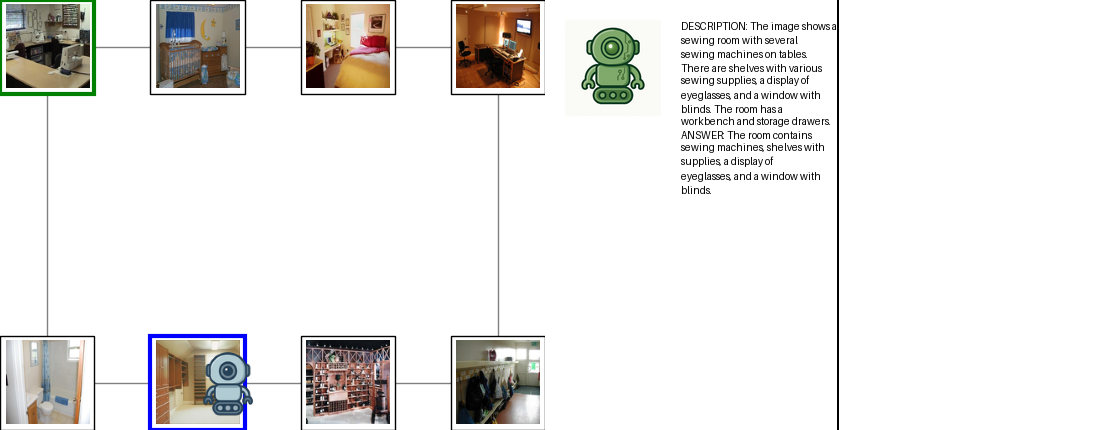 DESCRIPTION: The image shows a
sewing room with several
sewing machines on tables.
There are shelves with various
sewing supplies, a display of
eyeglasses, and a window with
blinds. The room has a
workbench and storage drawers.
ANSWER: The room contains
sewing machines, shelves with
supplies, a display of
eyeglasses, and a window with
blinds.